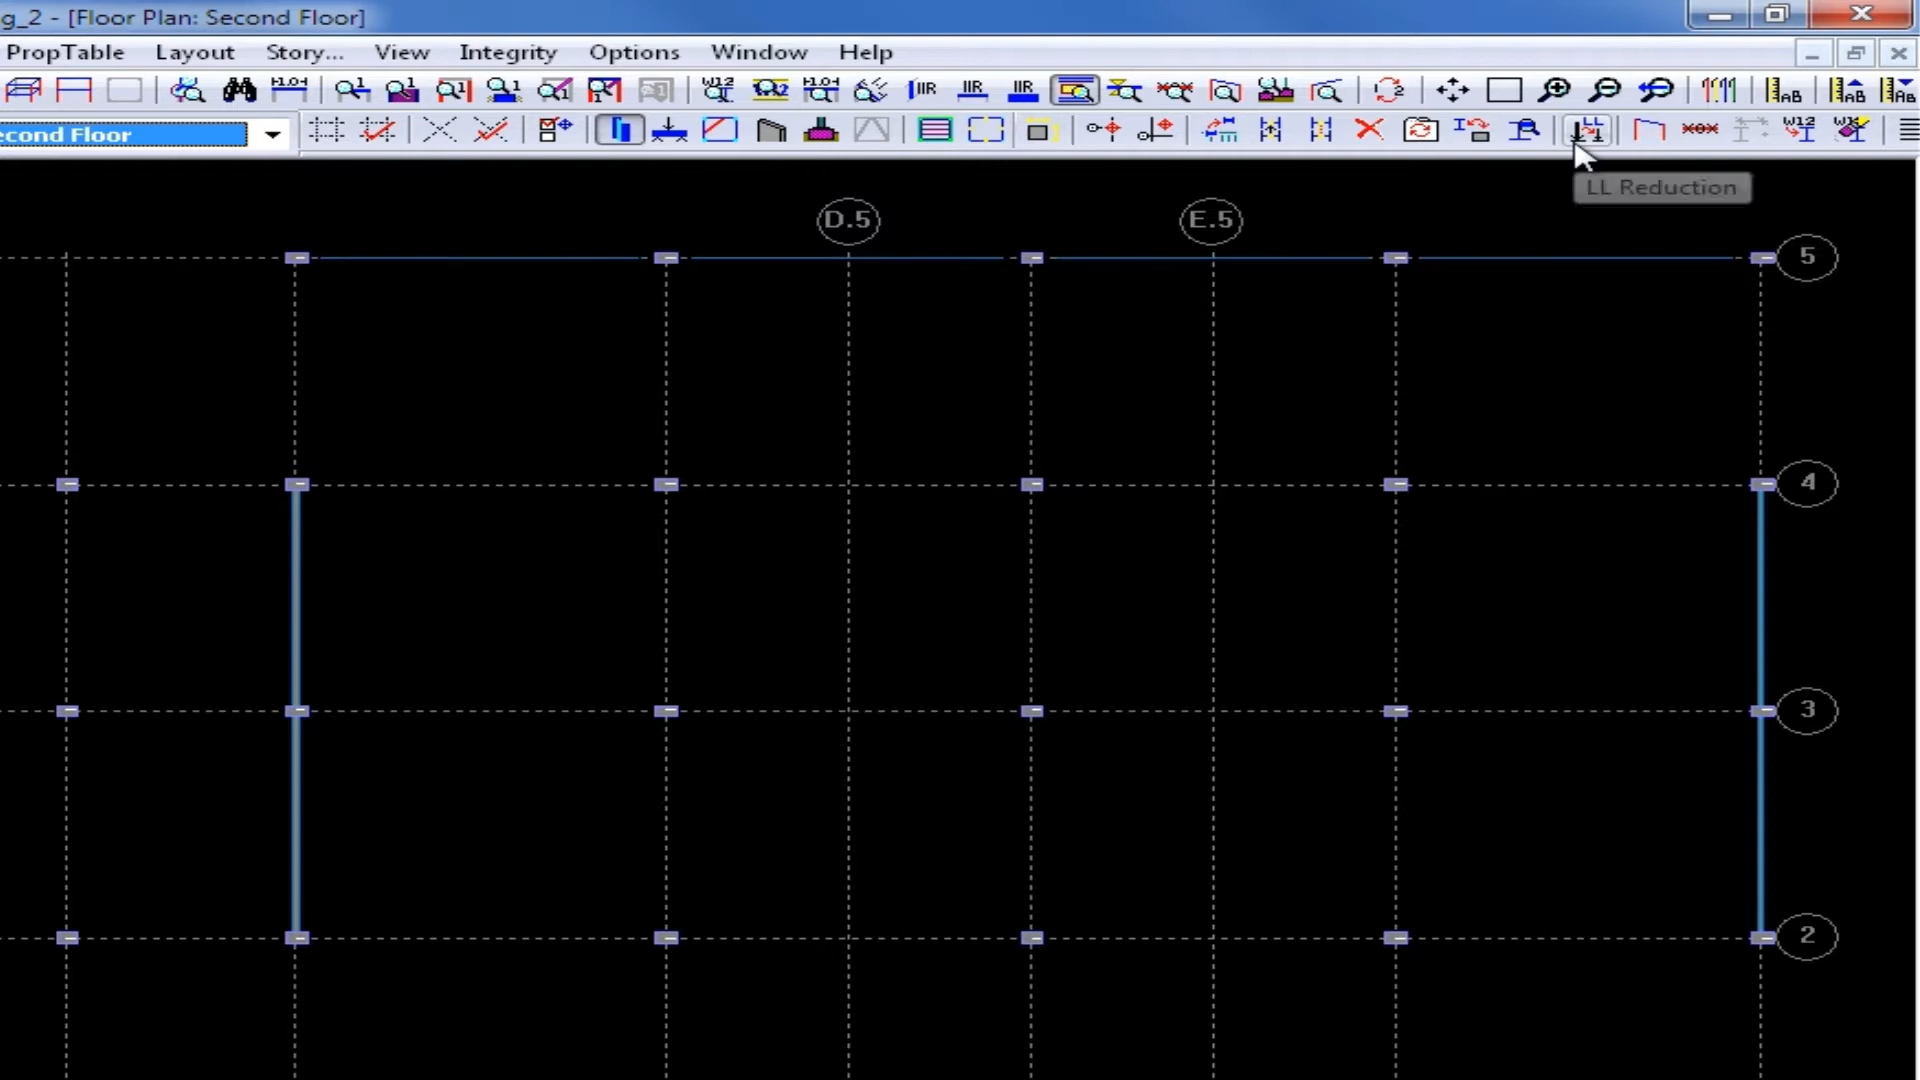 g_2 - [Floor Plan: Second Floor]
PropTable Layout Story... View Integrity Options Window Help
econd Floor
LL Reduction
D.5 E.5
5
4
3
2